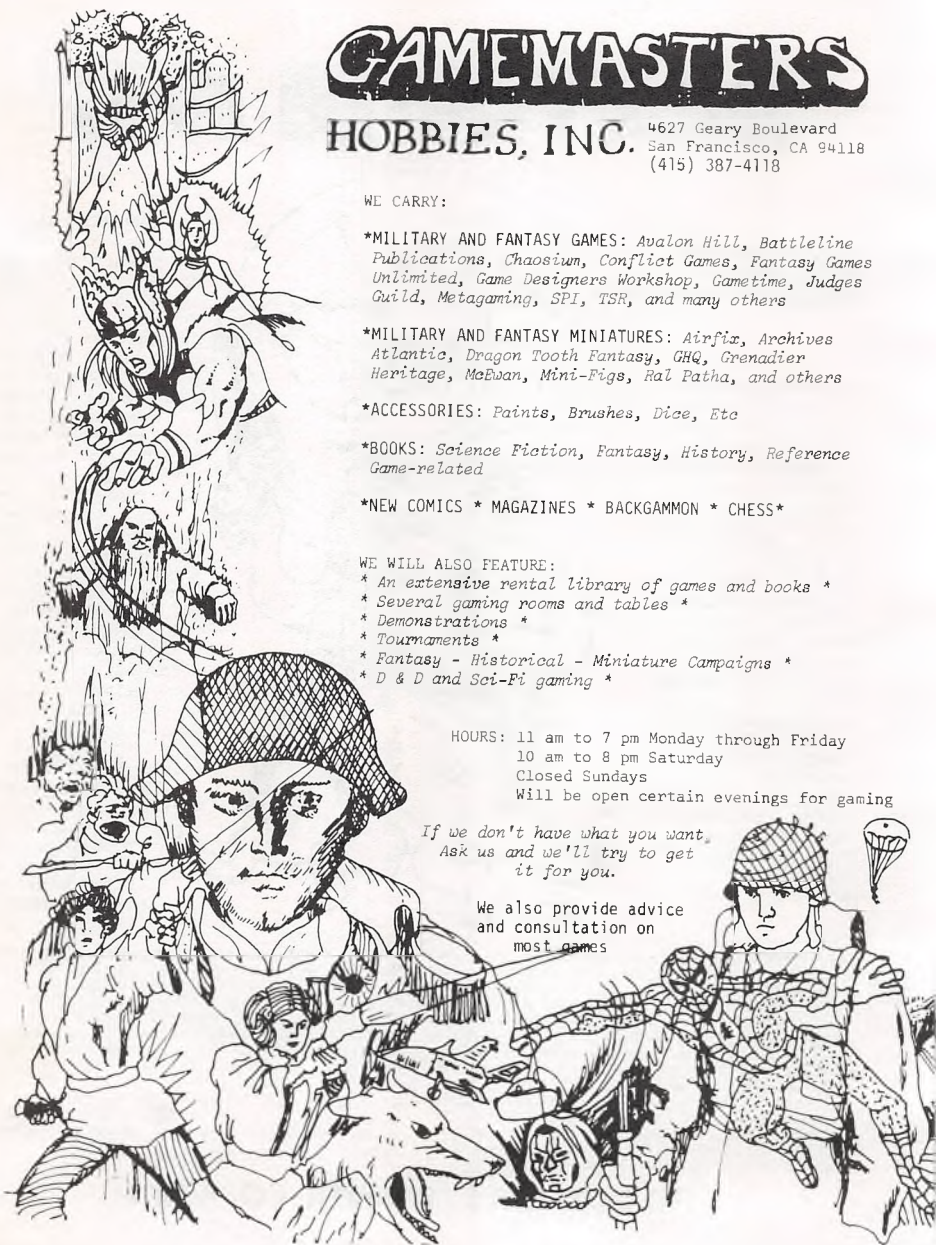 GAMEMASTERS
HOBBIES, INC.
4627 Geary Boulevard
San Francisco, CA 94118
(415) 387-4118
WE CARRY:
*MILITARY AND FANTASY GAMES: Avalon Hill, Battleline
Publications, Chaosium, Conflict Games, Fantasy Games
Unlimited, Game Designers Workshop, Gametime, Judges
Guild, Metagaming, SPI, TSR, and many others
*MILITARY AND FANTASY MINIATURES: Airfix, Archives
Atlantic, Dragon Tooth Fantasy, GHQ, Grenadier
Heritage, McEwan, Mini-Figs, Ral Patha, and others
*ACCESSORIES: Paints, Brushes, Dice, Etc
*BOOKS: Science Fiction, Fantasy, History, Reference
Game-related
*NEW COMICS * MAGAZINES * BACKGAMMON * CHESS*
WE WILL ALSO FEATURE:
* An extensive rental library of games and books *
* Several gaming rooms and tables *
* Demonstrations *
* Tournaments *
* Fantasy - Historical - Miniature Campaigns *
* D & D and Sci-Fi gaming *
HOURS: 11 am to 7 pm Monday through Friday
10 am to 8 pm Saturday
Closed Sundays
Will be open certain evenings for gaming
If we don't have what you want
Ask us and we'll try to get
it for you.
We also provide advice
and consultation on
most games